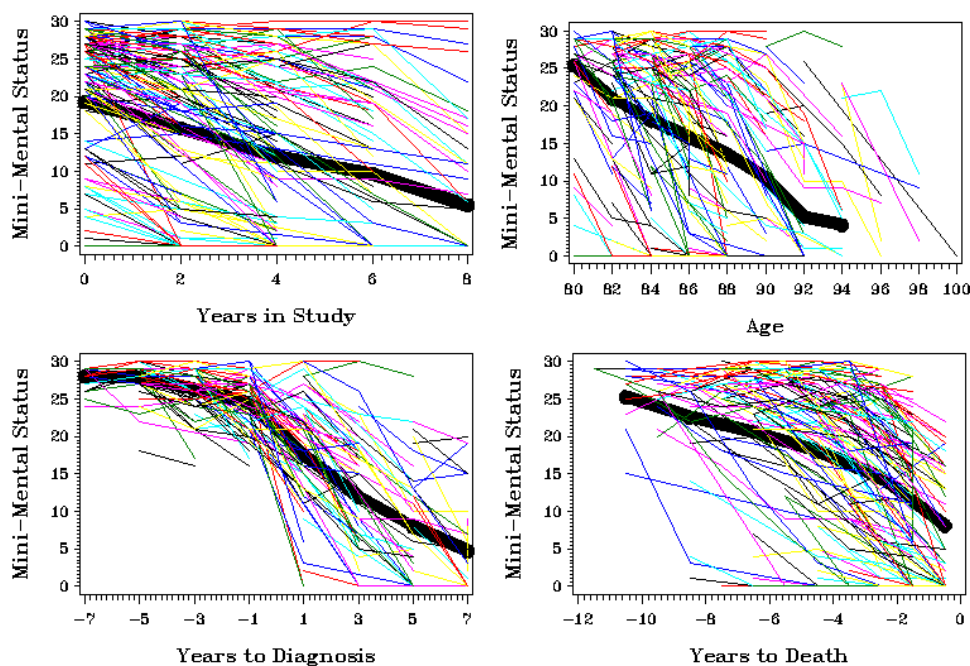 Mini-Mental Status
30
25
20
15
10
5
0
0 2 4 6 8
Years in Study
Mini-Mental Status
30
25
20
15
10
5
0
80 82 84 86 88 90 92 94 96 98 100
Age
Mini-Mental Status
30
25
20
15
10
5
0
-7 -5 -3 -1 1 3 5 7
Years to Diagnosis
Mini-Mental Status
30
25
20
15
10
5
0
-12 -10 -8 -6 -4 -2 0
Years to Death